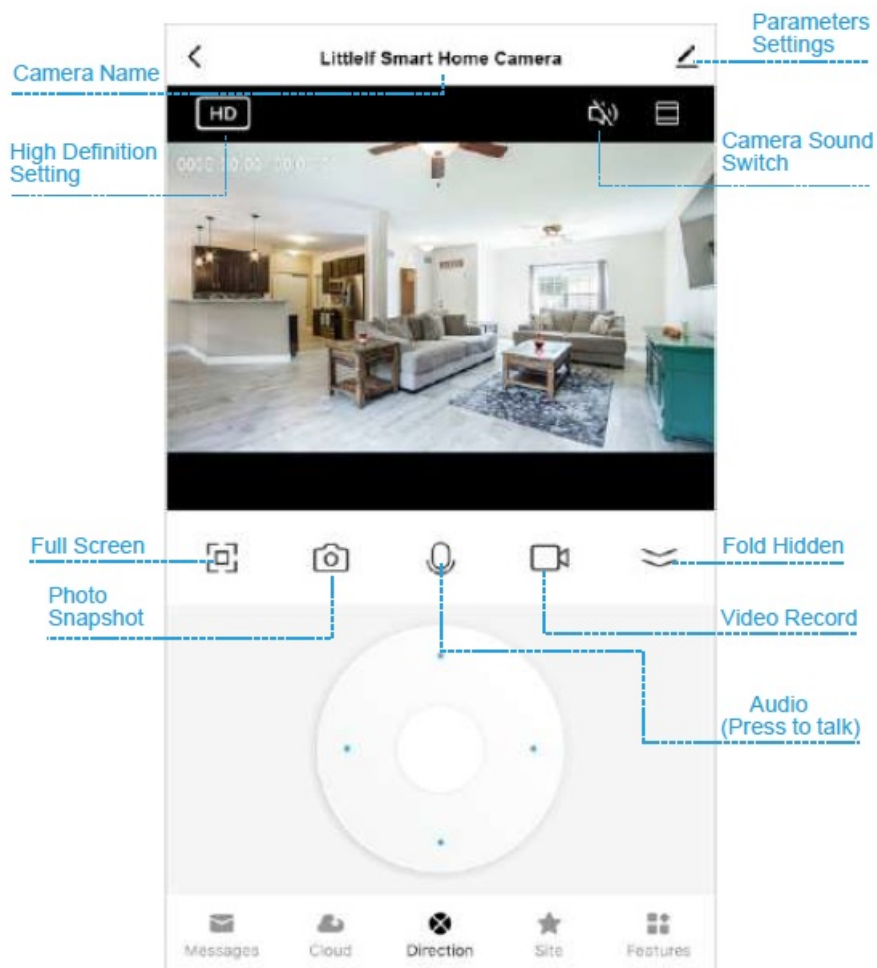 Parameters
Settings
Littlelf Smart Home Camera
Camera Name
HD
High Definition
Setting
Camera Sound
Switch
Full Screen
Fold Hidden
Photo
Snapshot
Video Record
Audio
(Press to talk)
Messages
Cloud
Direction
Site
Features